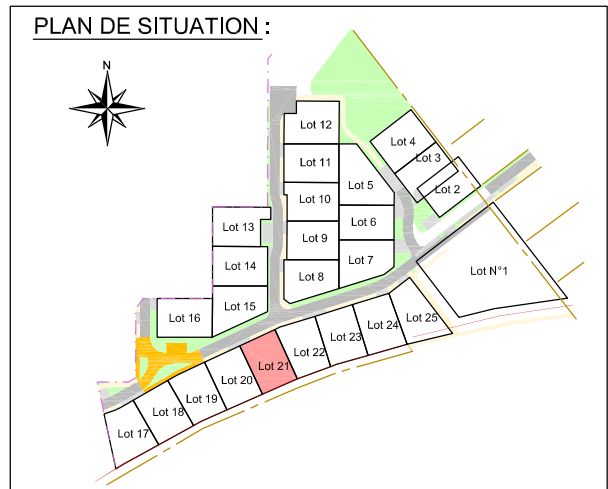 PLAN DE SITUATION :
N
Lot 12
Lot 4
Lot 3
Lot 11
Lot 5
Lot 2
Lot 10
Lot 6
Lot 13
Lot 9
Lot 7
Lot 14
Lot N°1
Lot 8
Lot 15
Lot 16
Lot 25
Lot 24
Lot 23
Lot 22
Lot 21
Lot 20
Lot 19
Lot 18
Lot 17